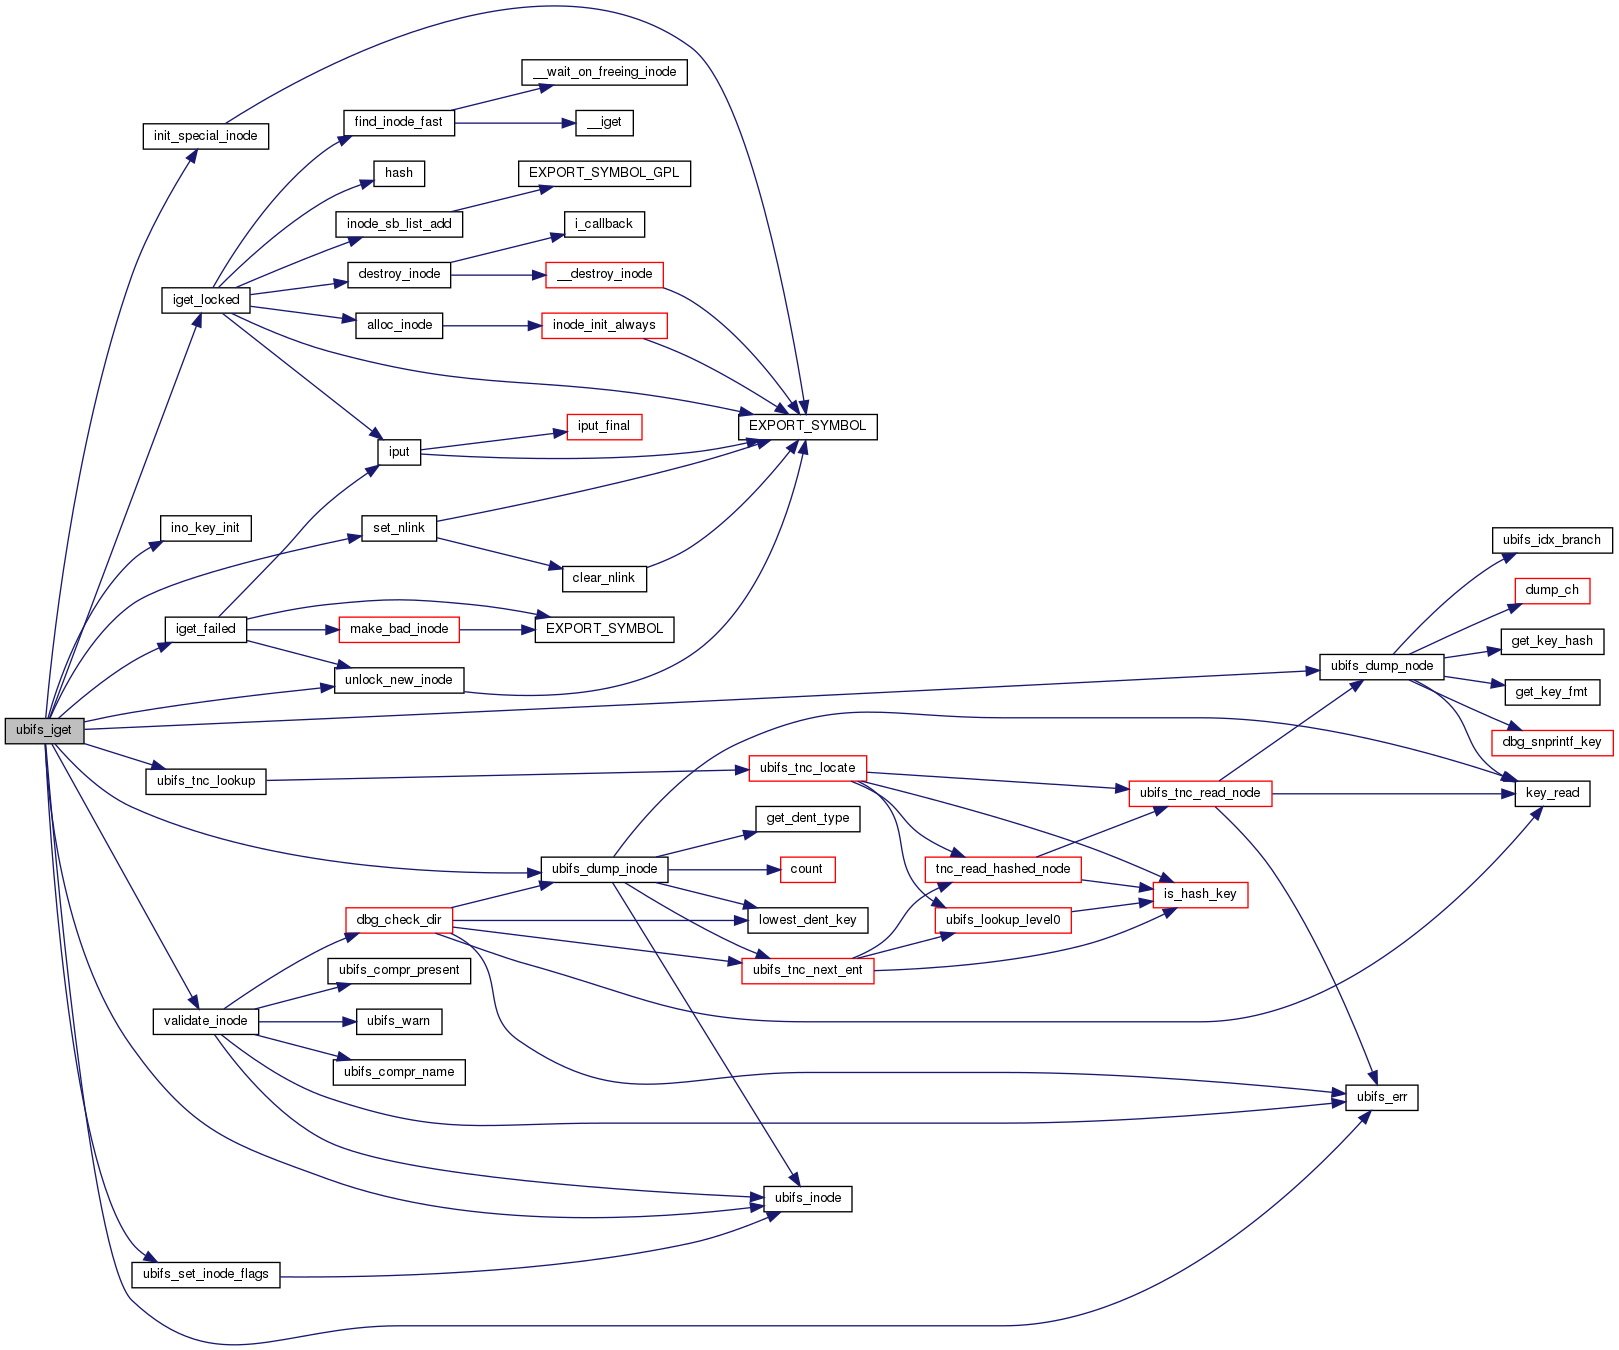 __wait_on_freeing_inode
find_inode_fast
__iget
init_special_inode
hash
EXPORT_SYMBOL_GPL
inode_sb_list_add
i_callback
destroy_inode
__destroy_inode
iget_locked
alloc_inode
inode_init_always
iput_final
EXPORT_SYMBOL
iput
ino_key_init
set_nlink
ubifs_idx_branch
clear_nlink
dump_ch
iget_failed
make_bad_inode
EXPORT_SYMBOL
get_key_hash
unlock_new_inode
ubifs_dump_node
get_key_fmt
ubifs_iget
dbg_snprintf_key
ubifs_tnc_lookup
ubifs_tnc_locate
ubifs_tnc_read_node
key_read
get_dent_type
ubifs_dump_inode
count
tnc_read_hashed_node
is_hash_key
dbg_check_dir
lowest_dent_key
ubifs_lookup_level0
ubifs_compr_present
ubifs_tnc_next_ent
validate_inode
ubifs_warn
ubifs_compr_name
ubifs_err
ubifs_inode
ubifs_set_inode_flags